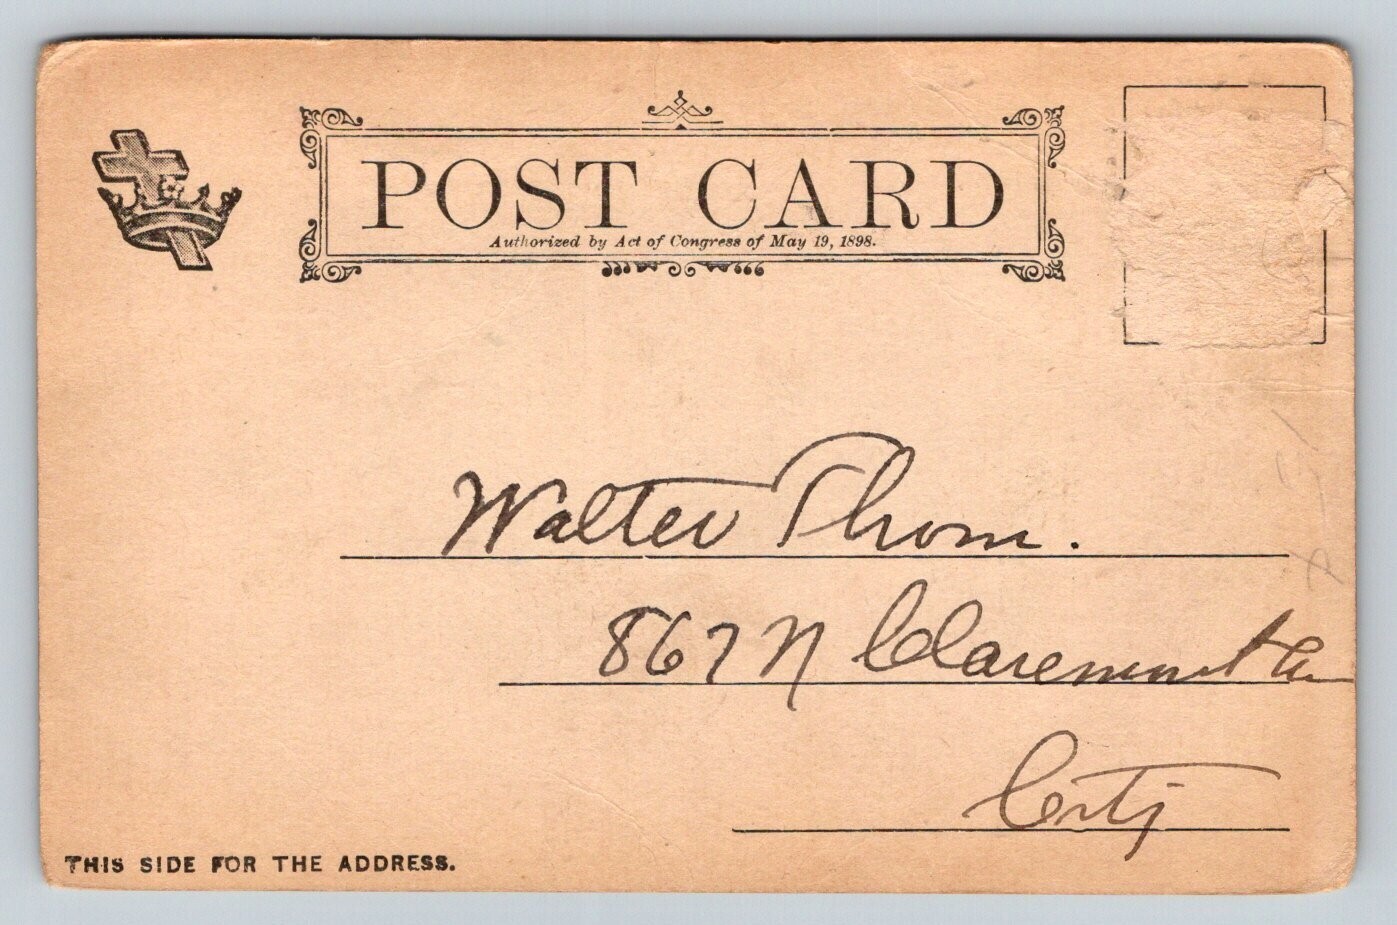 POST CARD
Authorized by Act of Congress of May 19, 1898.
Walter Thom.
867 N Claremont Av
City
THIS SIDE FOR THE ADDRESS.